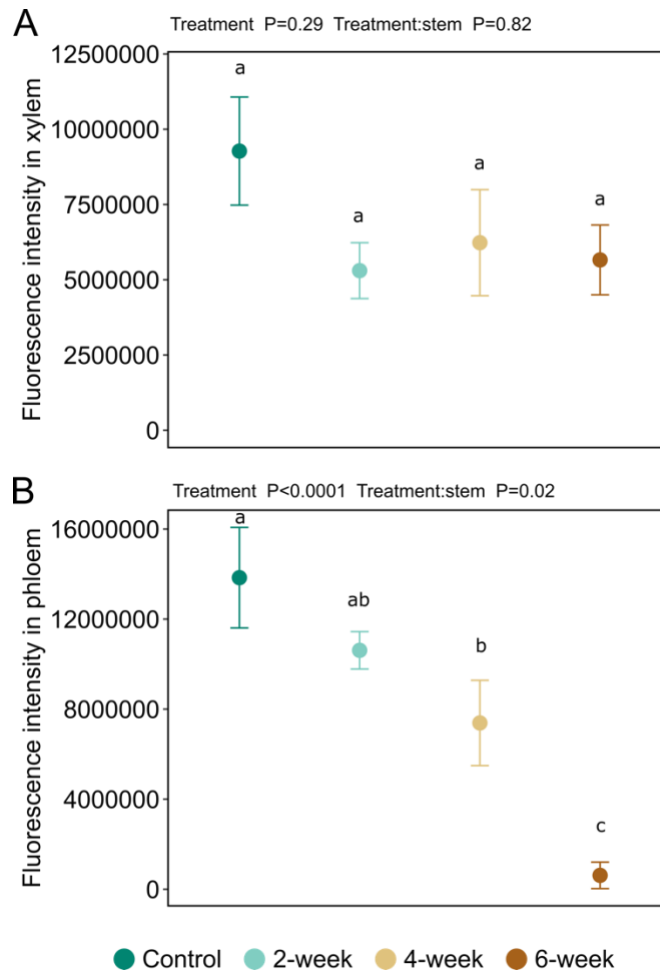 A
Treatment P=0.29 Treatment:stem P=0.82
Fluorescence intensity in xylem
12500000
10000000
7500000
5000000
2500000
0
a
a
a
a
B
Treatment P<0.0001 Treatment:stem P=0.02
Fluorescence intensity in phloem
16000000
12000000
8000000
4000000
0
a
ab
b
c
Control 2-week 4-week 6-week